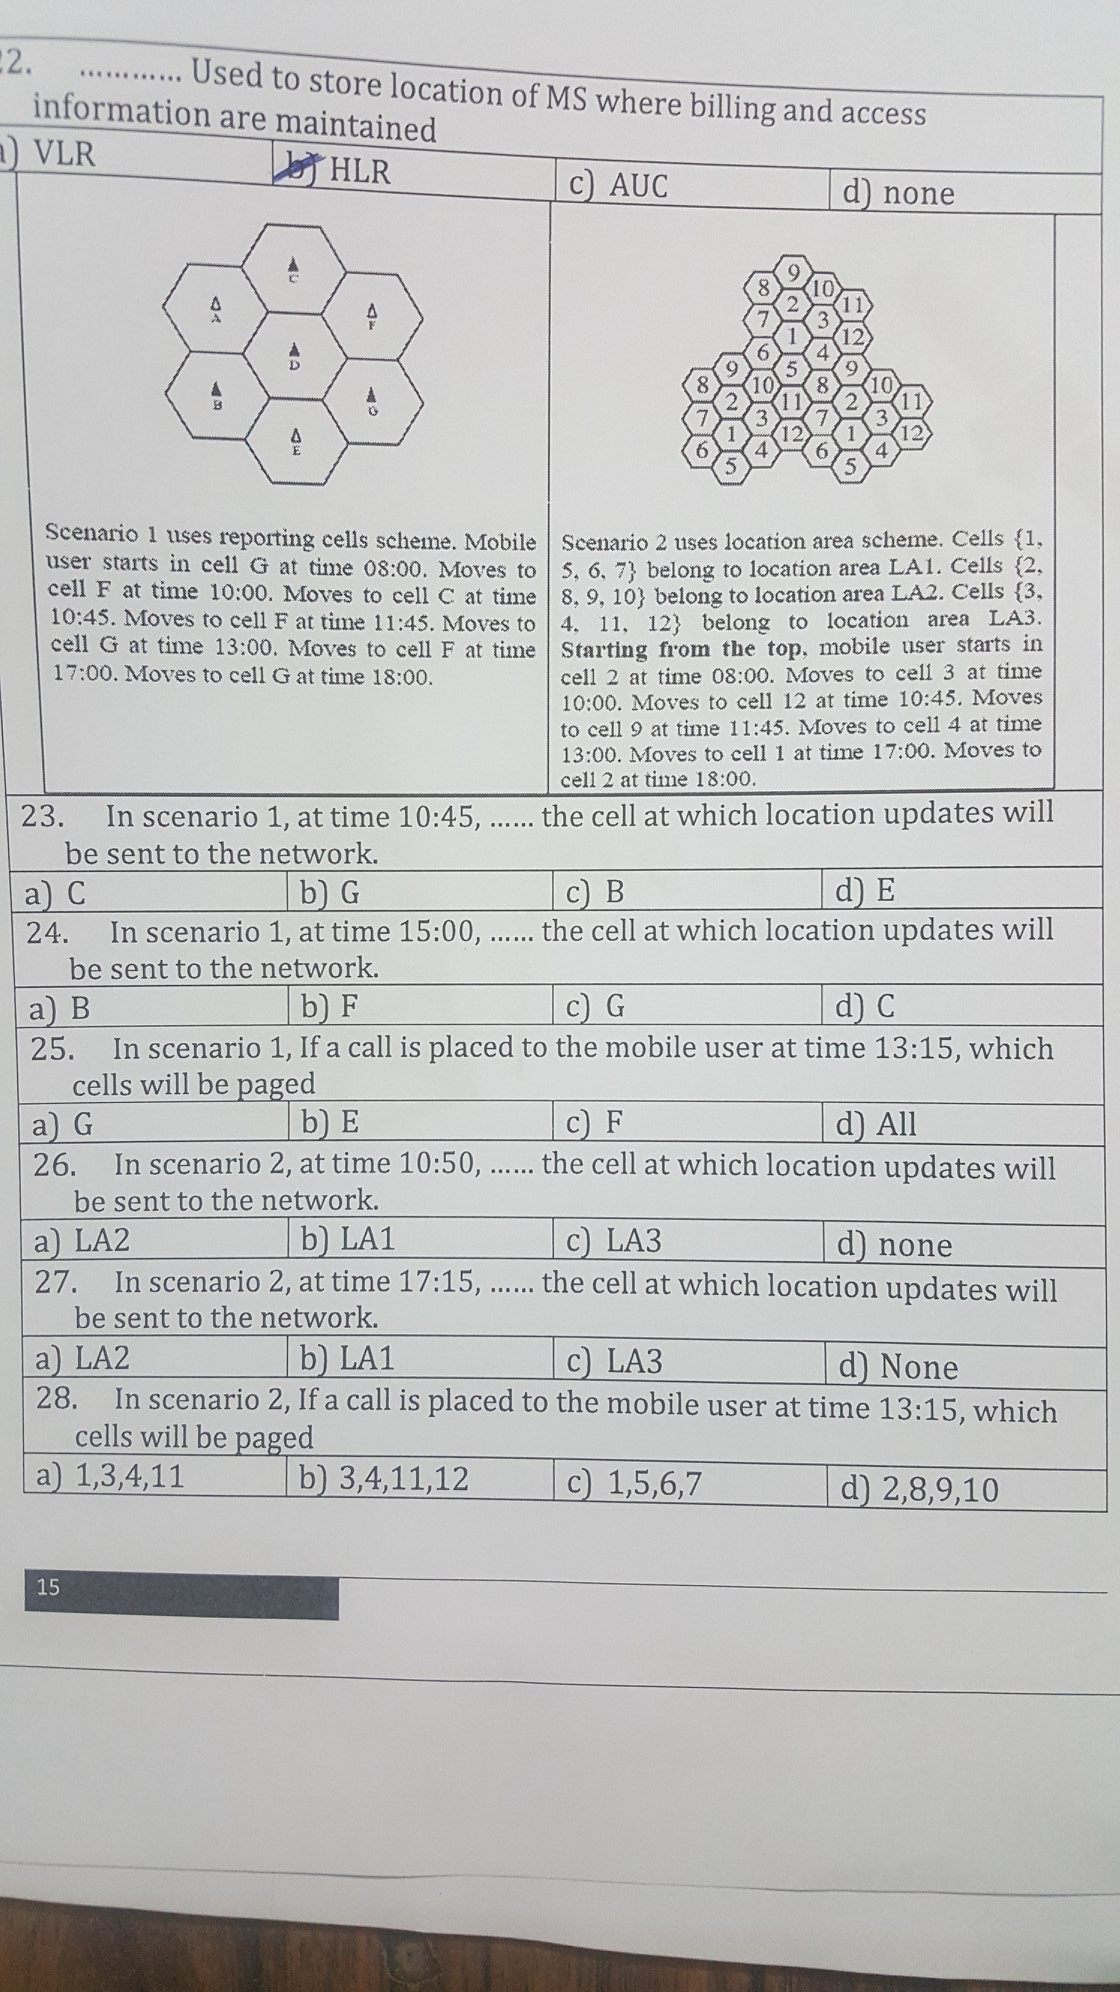 2. ............ Used to store location of MS where billing and access
information are maintained
) VLR b) HLR c) AUC d) none
C
A F
D
B G
E
9
8 10
2 11
7 3
1 12
6 4
9 5 9
8 10 8 10
2 11 2 11
7 3 7 3
1 12 1 12
6 4 6 4
5 5
Scenario 1 uses reporting cells scheme. Mobile
user starts in cell G at time 08:00. Moves to
cell F at time 10:00. Moves to cell C at time
10:45. Moves to cell F at time 11:45. Moves to
cell G at time 13:00. Moves to cell F at time
17:00. Moves to cell G at time 18:00.
Scenario 2 uses location area scheme. Cells {1,
5, 6, 7} belong to location area LA1. Cells {2,
8, 9, 10} belong to location area LA2. Cells {3,
4, 11, 12} belong to location area LA3.
Starting from the top, mobile user starts in
cell 2 at time 08:00. Moves to cell 3 at time
10:00. Moves to cell 12 at time 10:45. Moves
to cell 9 at time 11:45. Moves to cell 4 at time
13:00. Moves to cell 1 at time 17:00. Moves to
cell 2 at time 18:00.
23. In scenario 1, at time 10:45, ...... the cell at which location updates will
be sent to the network.
a) C b) G c) B d) E
24. In scenario 1, at time 15:00, ...... the cell at which location updates will
be sent to the network.
a) B b) F c) G d) C
25. In scenario 1, If a call is placed to the mobile user at time 13:15, which
cells will be paged
a) G b) E c) F d) All
26. In scenario 2, at time 10:50, ...... the cell at which location updates will
be sent to the network.
a) LA2 b) LA1 c) LA3 d) none
27. In scenario 2, at time 17:15, ...... the cell at which location updates will
be sent to the network.
a) LA2 b) LA1 c) LA3 d) None
28. In scenario 2, If a call is placed to the mobile user at time 13:15, which
cells will be paged
a) 1,3,4,11 b) 3,4,11,12 c) 1,5,6,7 d) 2,8,9,10
15